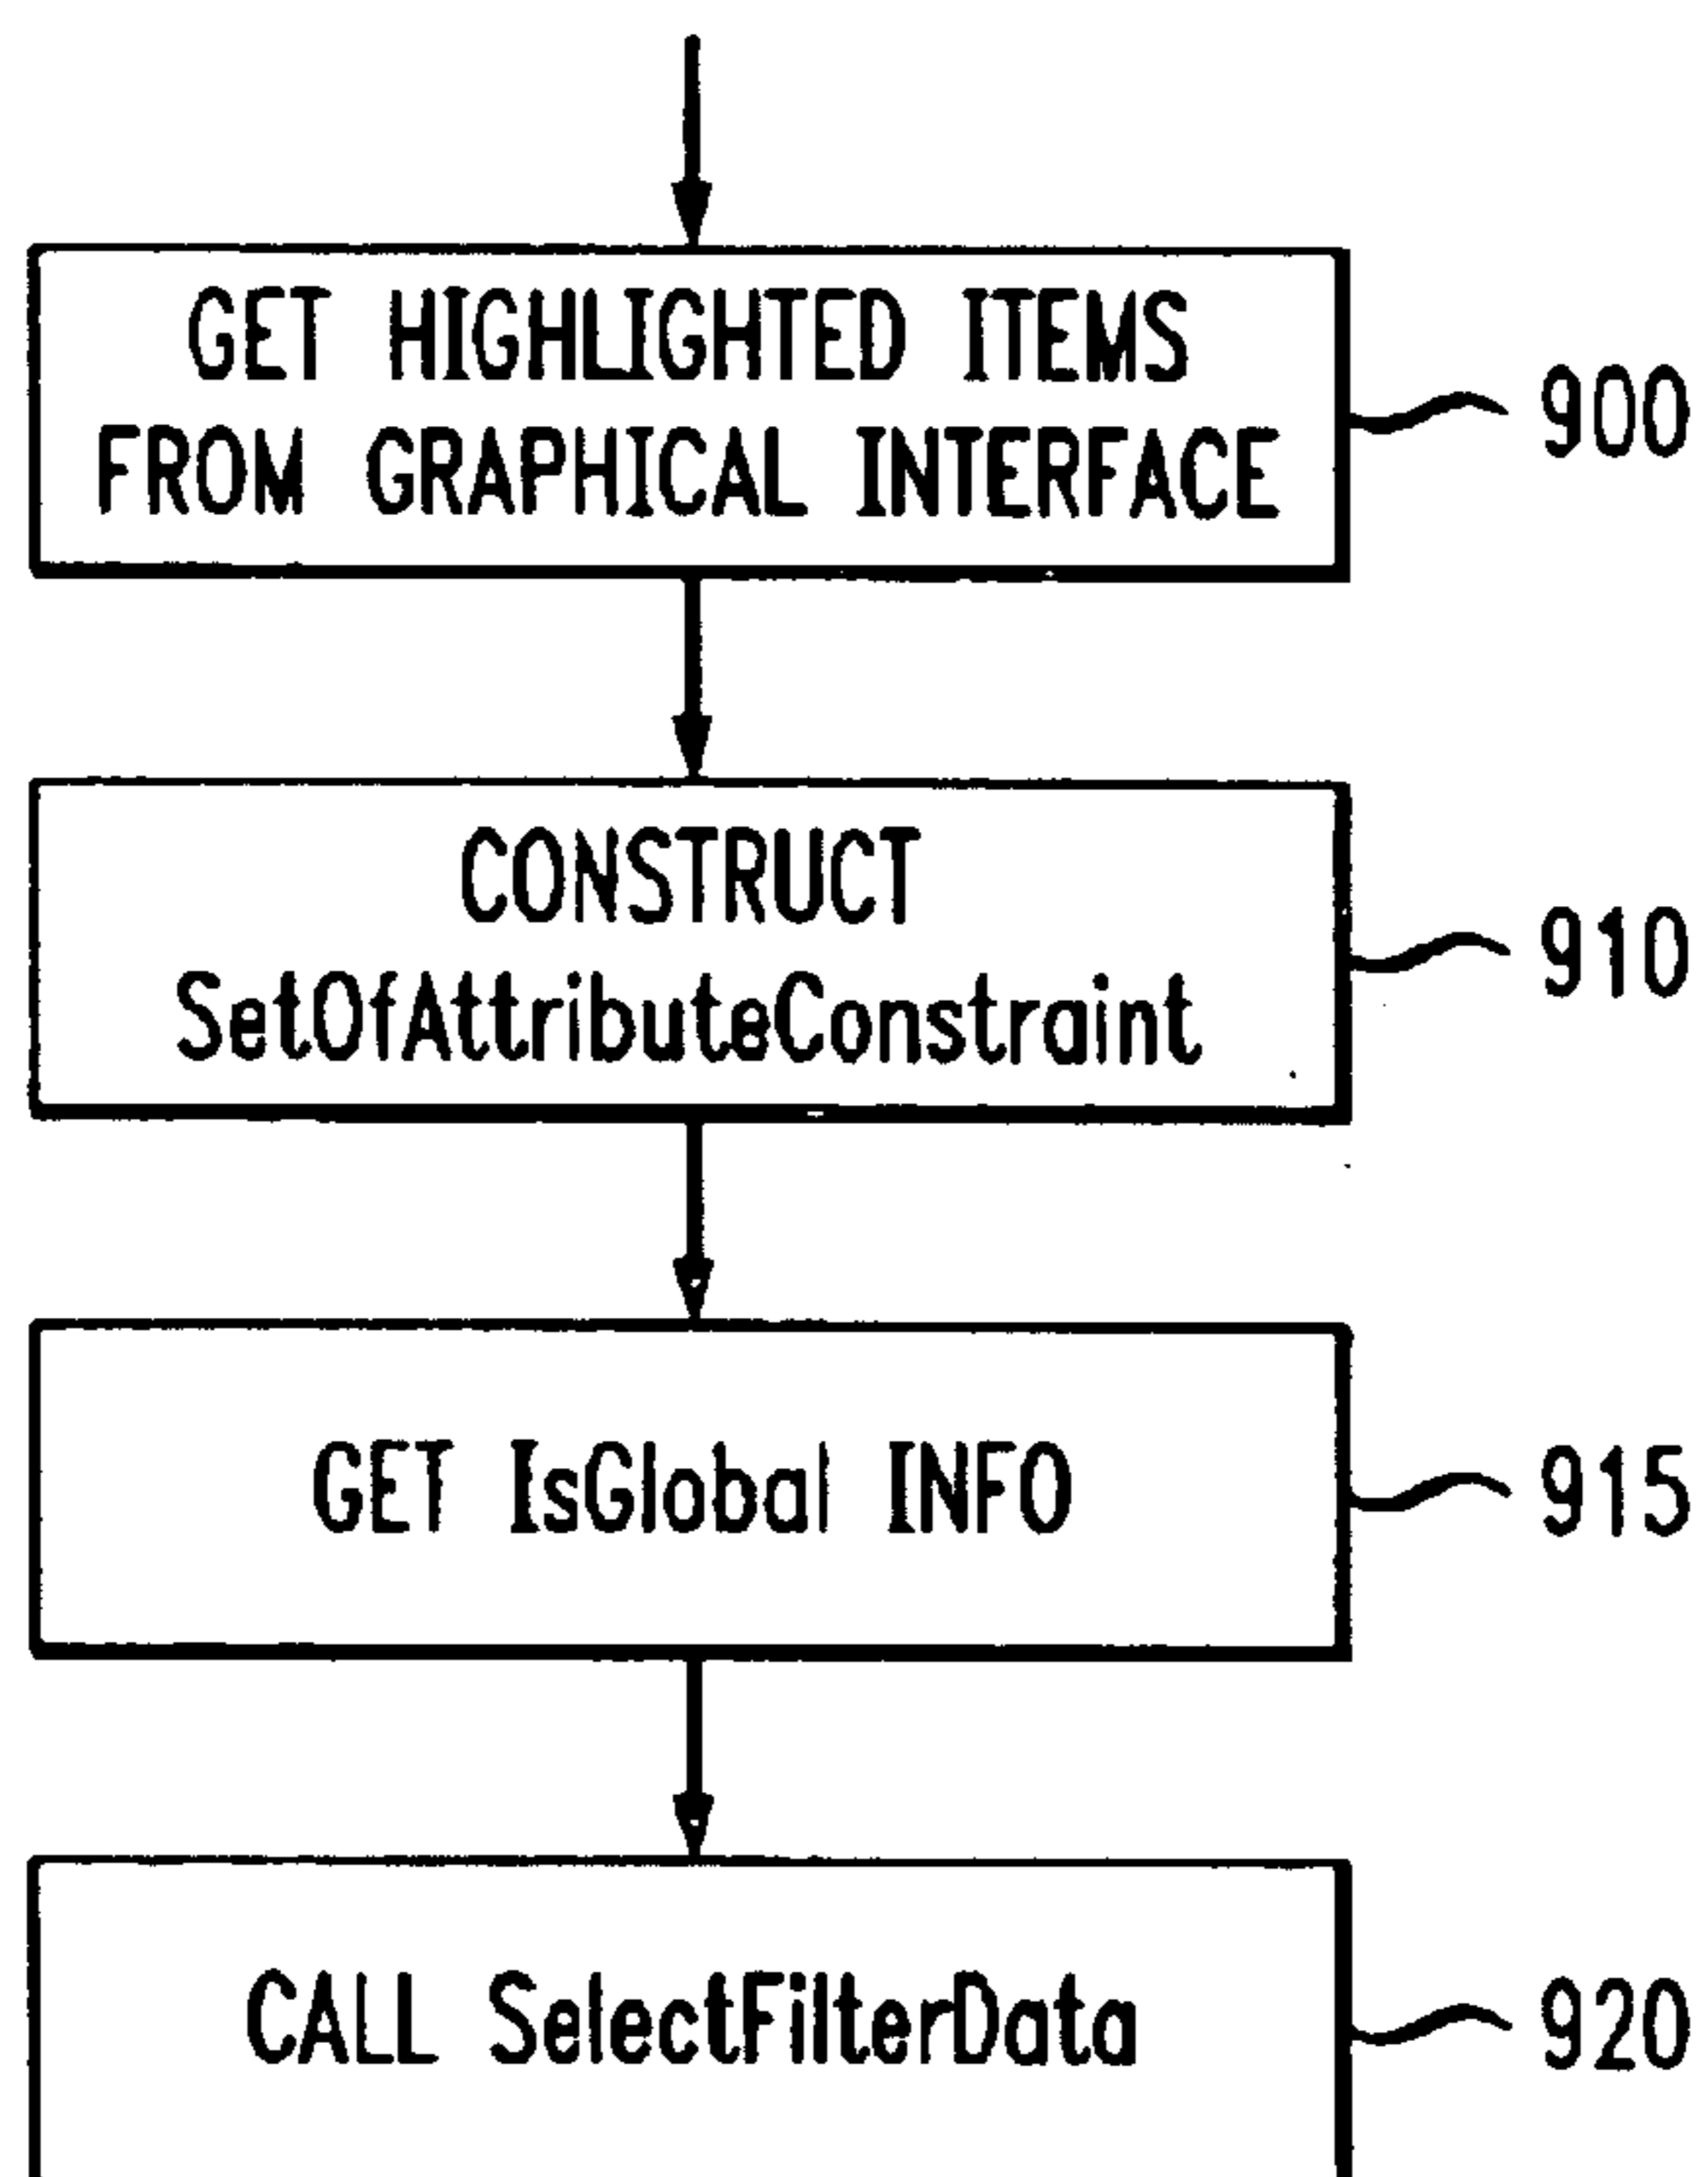 GET HIGHLIGHTED ITEMS
FROM GRAPHICAL INTERFACE
900
CONSTRUCT
SetOfAttributeConstraint
910
GET IsGlobal INFO
915
CALL SelectFilterData
920